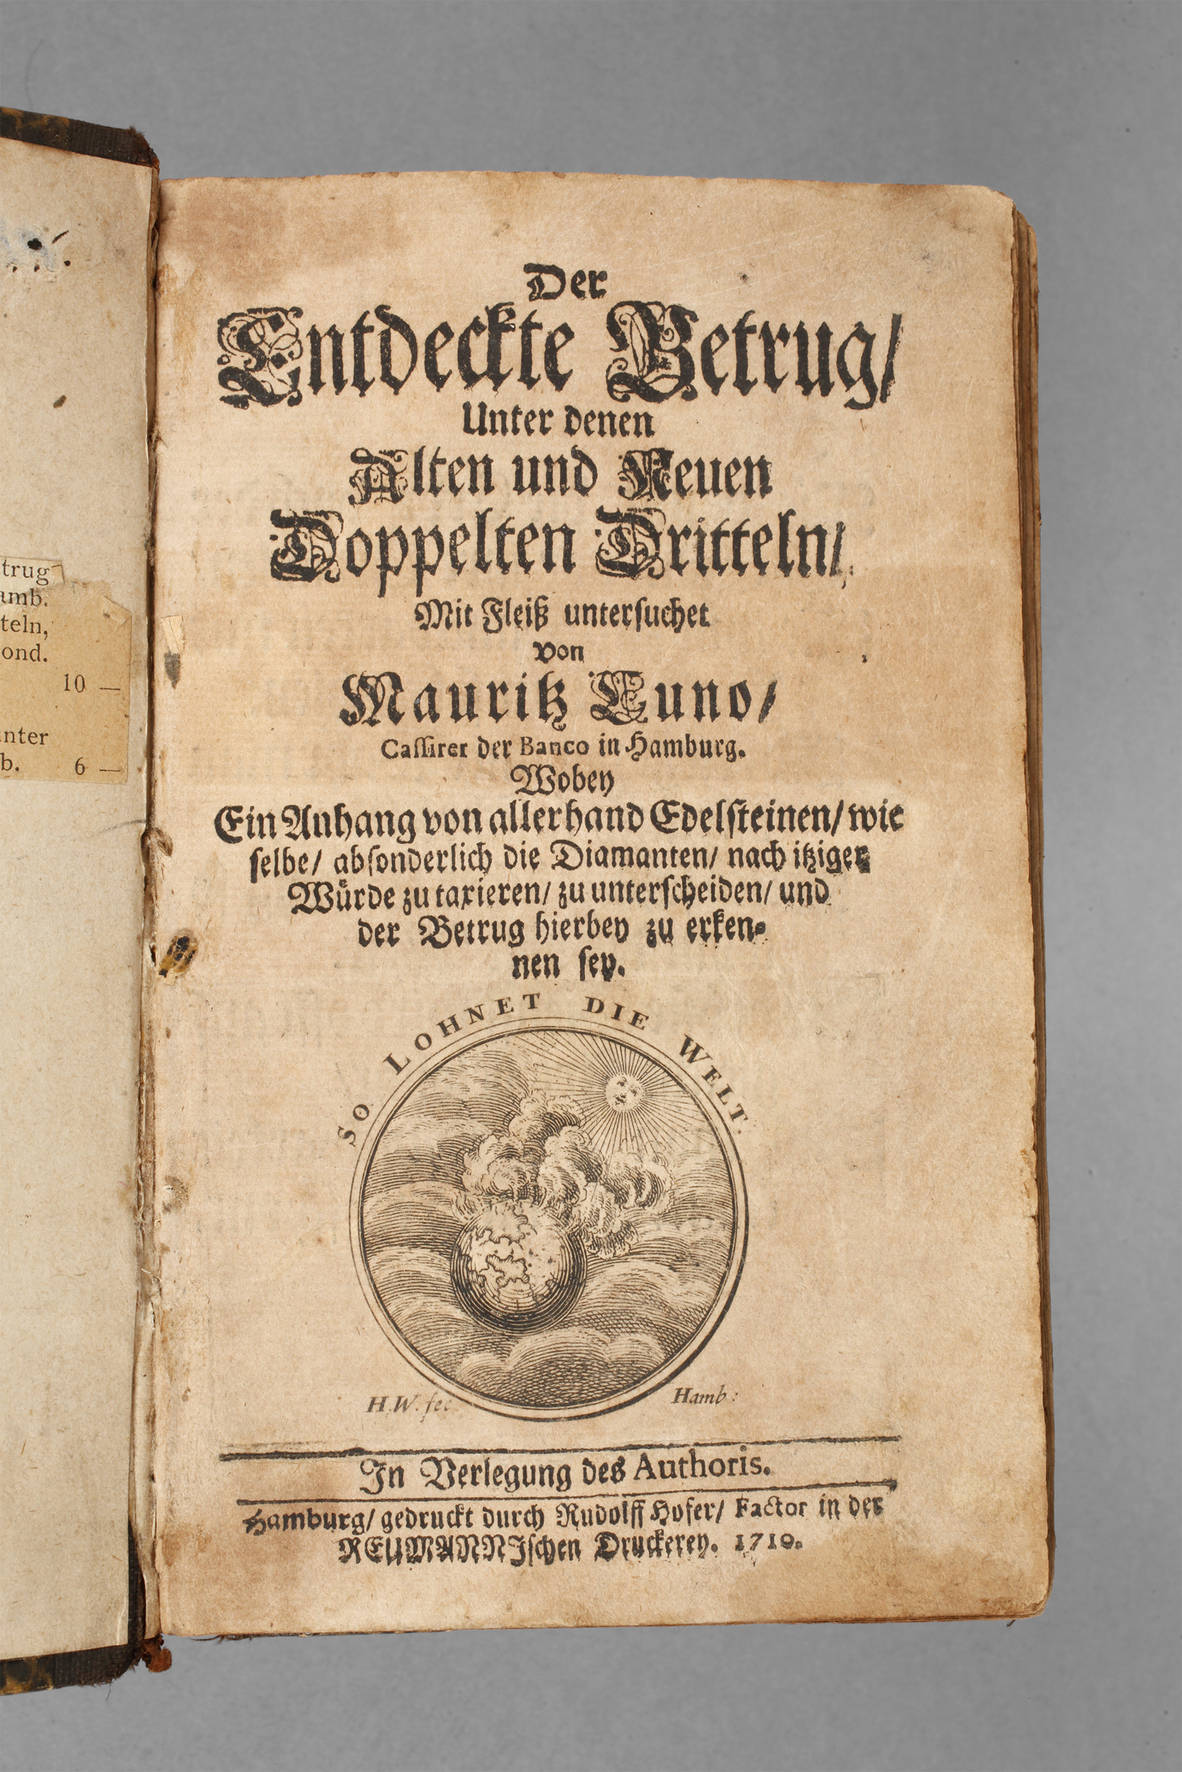 trug
amb.
teln,
ond.
10 —
nter
b. 6 —
Der
Entdeckte Betrug/
Unter denen
Alten und Neuen
Doppelten Dritteln/
Mit Fleiß untersuchet
von
Mauritz Cuno/
Cassirer der Banco in Hamburg.
Wobey
Ein Anhang von allerhand Edelsteinen/ wie
selbe/ absonderlich die Diamanten/ nach itziger
Würde zu taxieren/ zu unterscheiden/ und
der Betrug hierbey zu erken-
nen sey.
SO LOHNET DIE WELT.
H.W. fec
Hamb:
In Verlegung des Authoris.
Hamburg/ gedruckt durch Rudolff Hofer/ Factor in der
REUMANNJschen Druckerey. 1710.